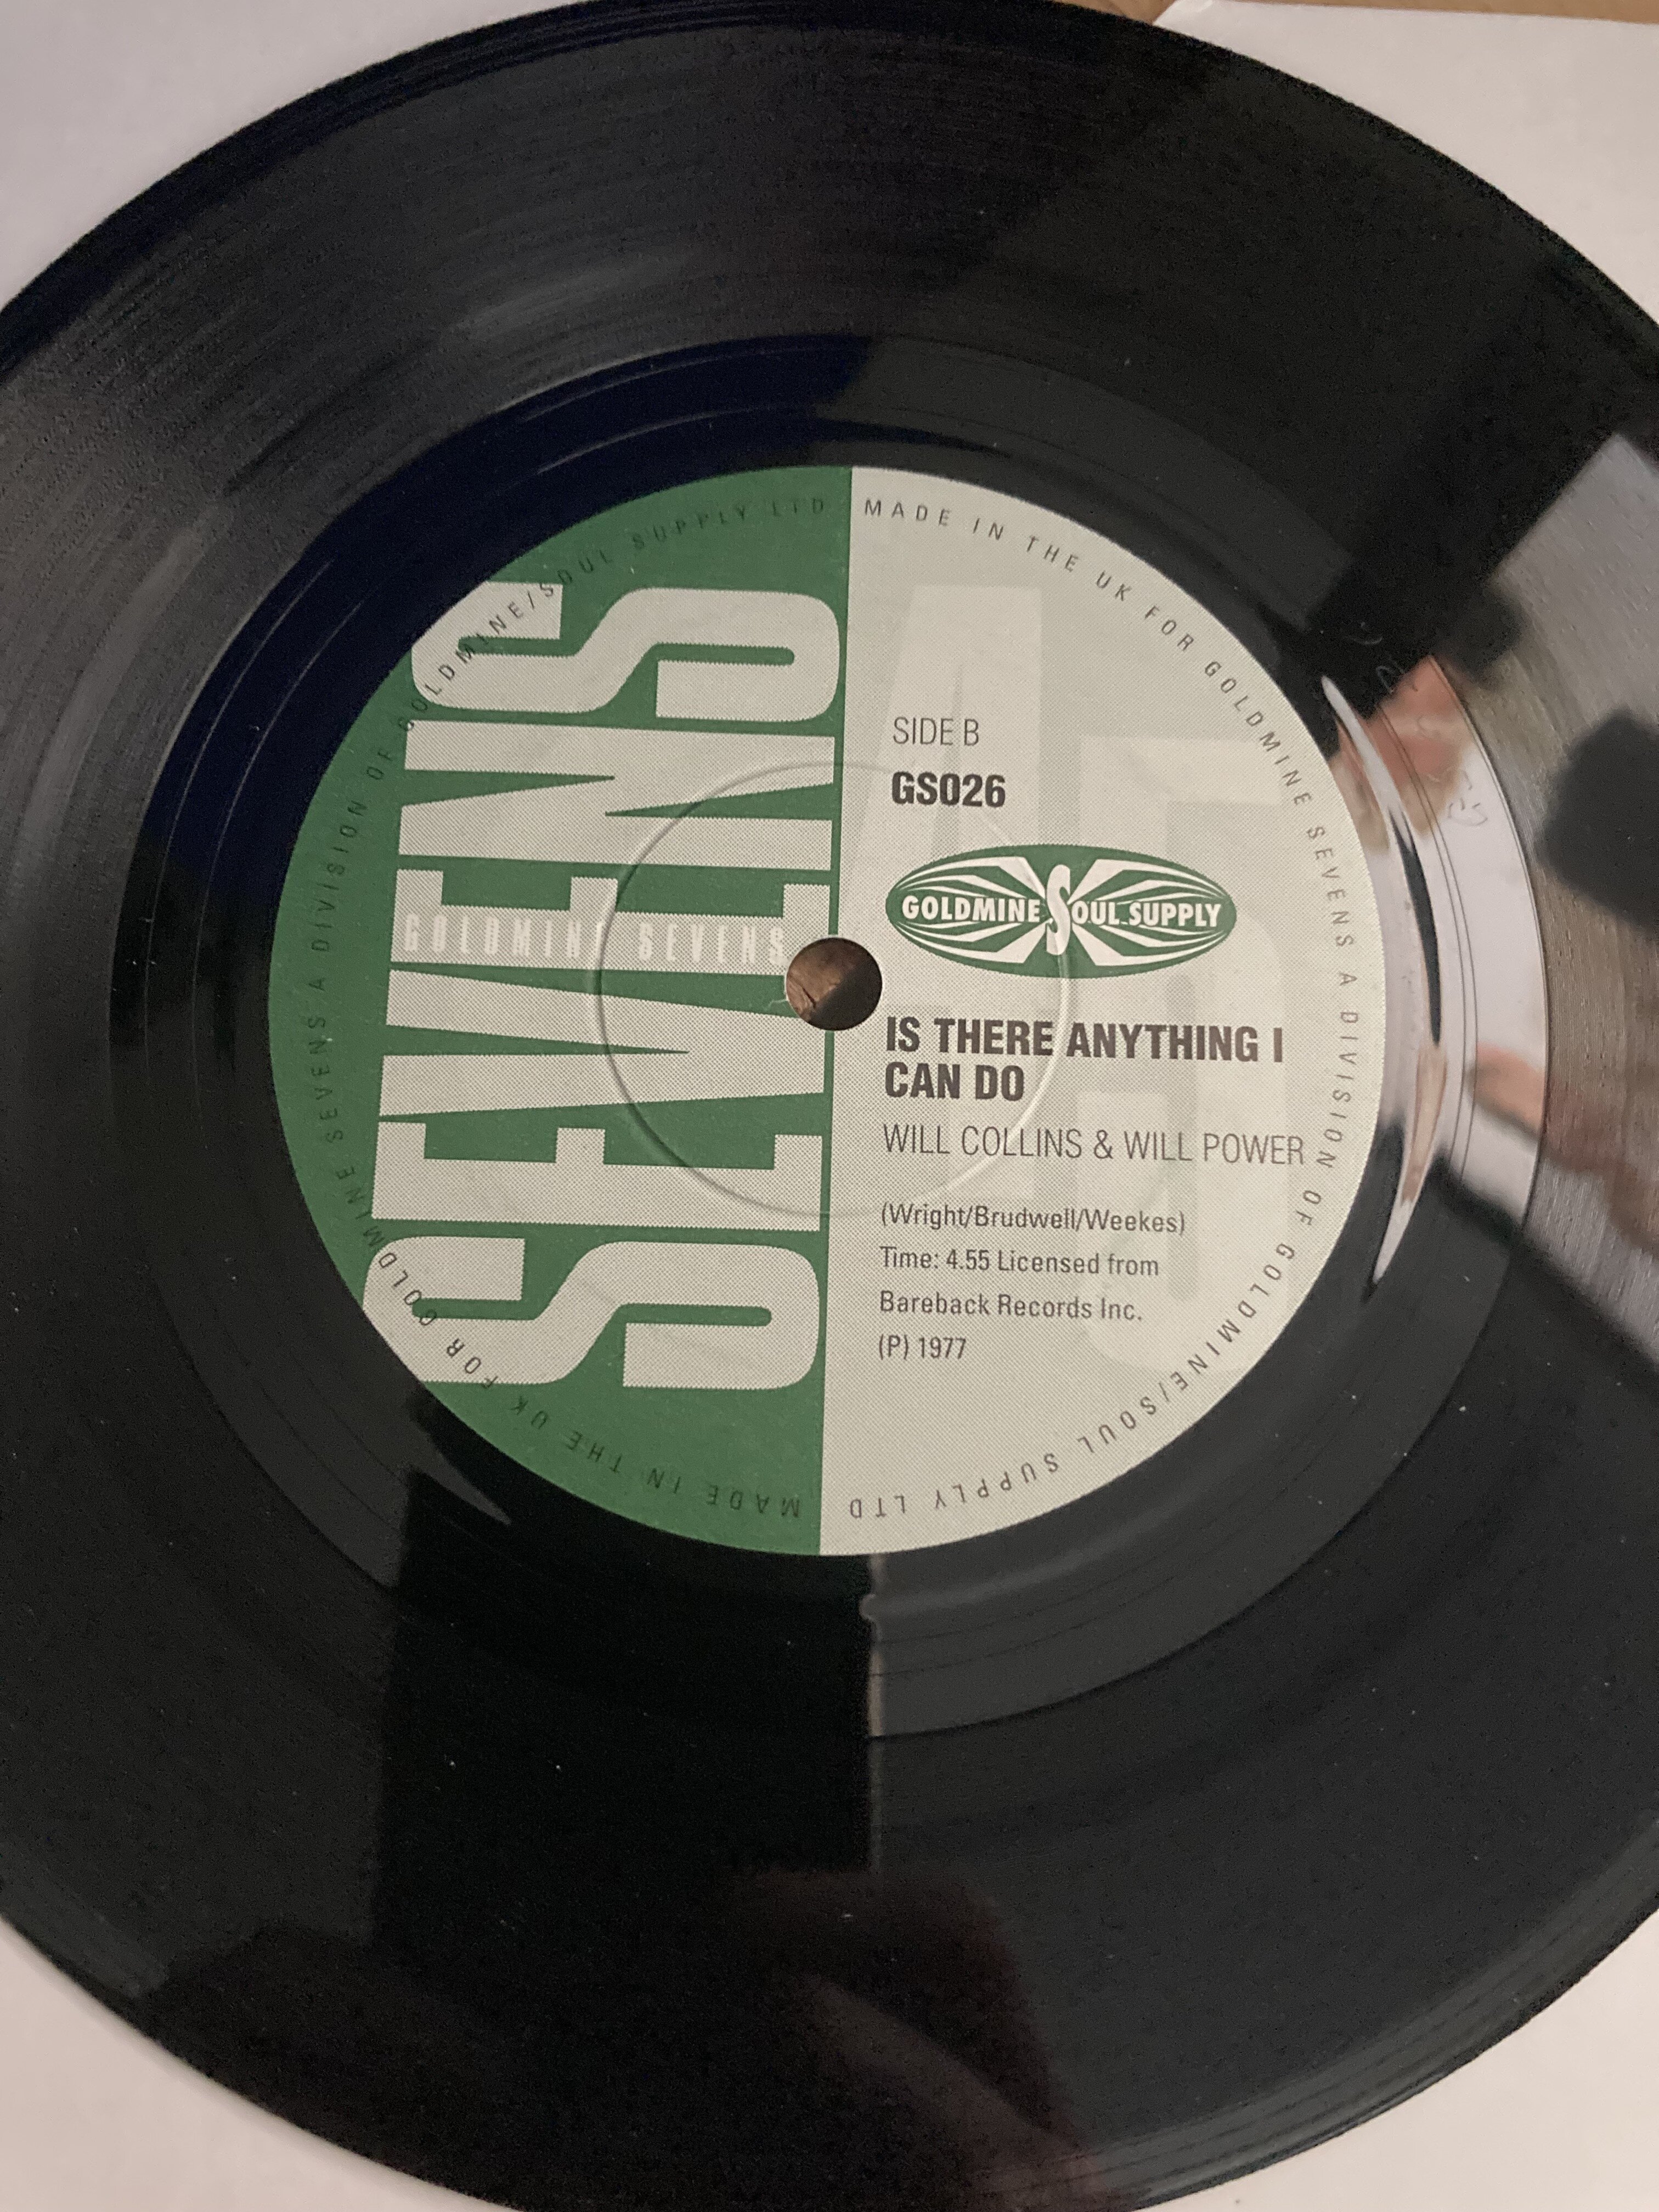 SEVENS
GOLDMINE SEVENS
SIDE B
GS026
GOLDMINE SOUL SUPPLY
IS THERE ANYTHING I
CAN DO
WILL COLLINS & WILL POWER
(Wright/Brudwell/Weekes)
Time: 4.55 Licensed from
Bareback Records Inc.
(P) 1977
MADE IN THE UK FOR GOLDMINE SEVENS A DIVISION OF GOLDMINE/SOUL SUPPLY LTD
MADE IN THE UK FOR GOLDMINE SEVENS A DIVISION OF GOLDMINE/SOUL SUPPLY LTD